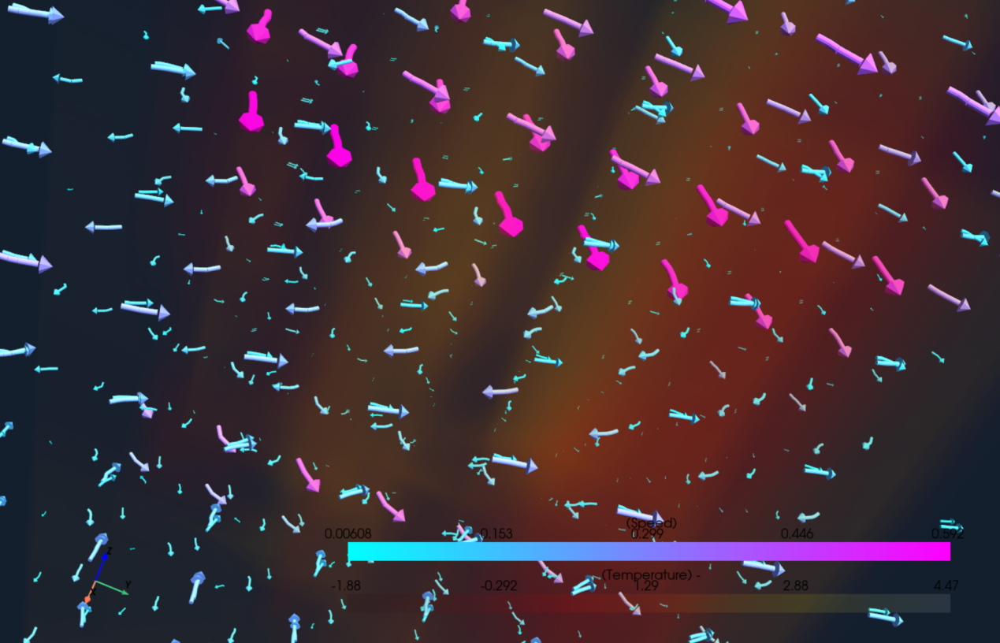 (Speed)
0.00608 0.153 0.299 0.446 0.592
(Temperature) -
-1.88 -0.292 1.29 2.88 4.47
Z
Y
X